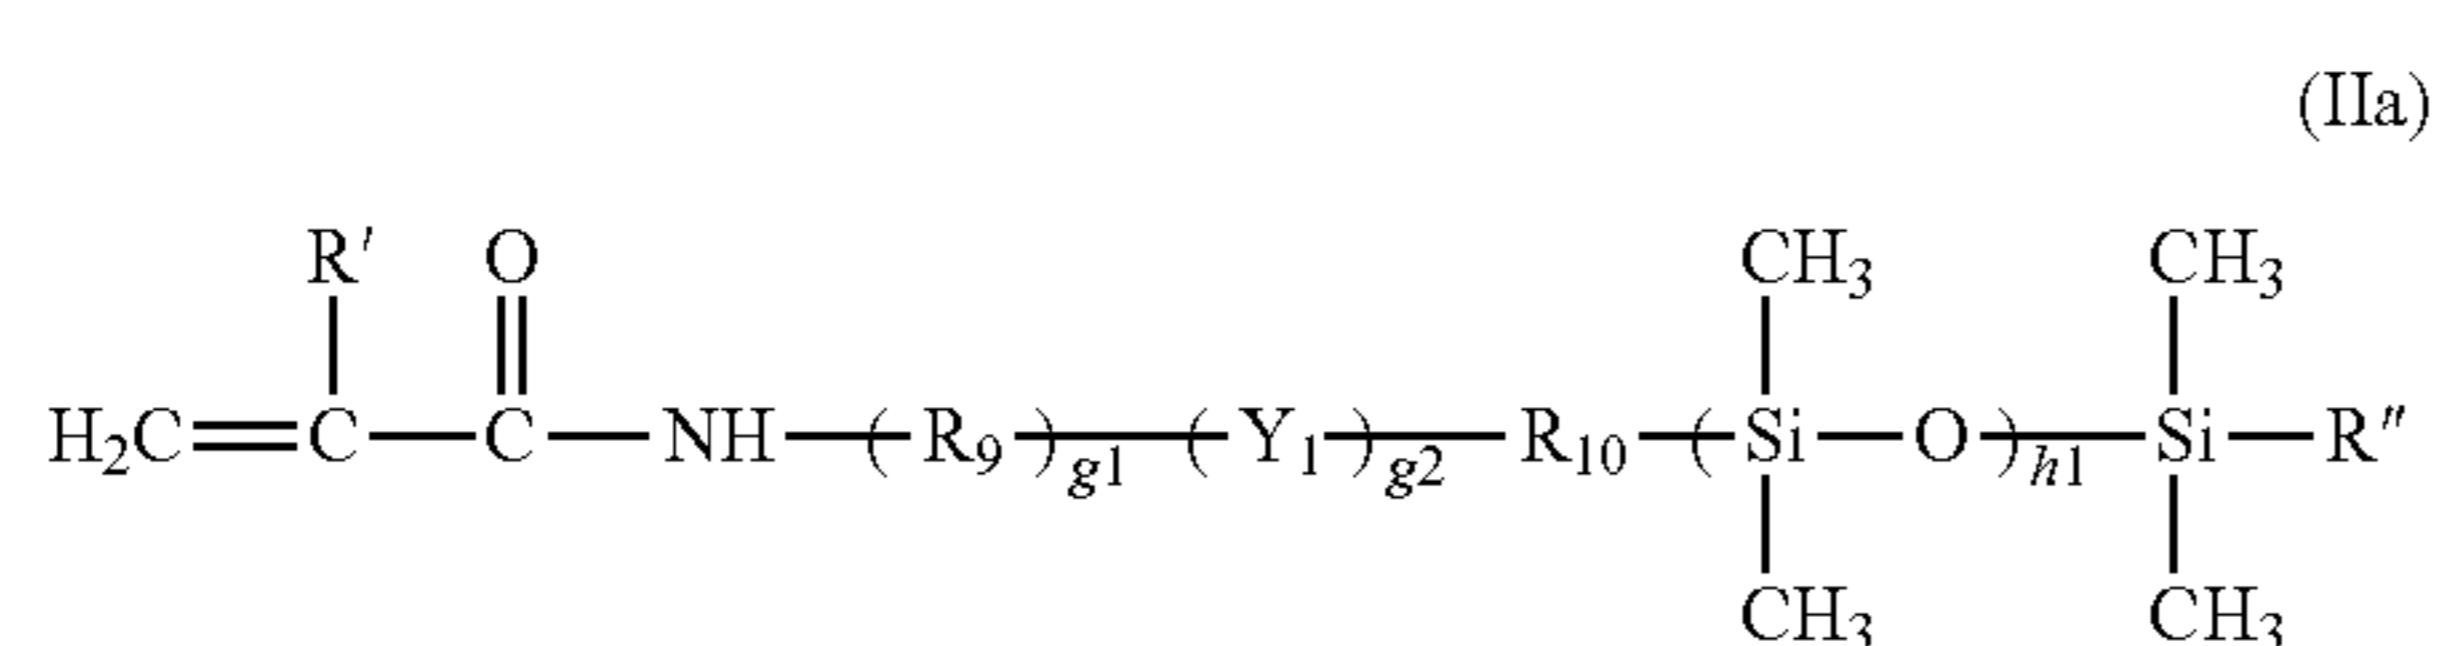 (IIa)
R′ O CH3 CH3
H2C=C—C—NH—(R9)g1—(Y1)g2—R10—(Si—O)h1—Si—R″
CH3 CH3